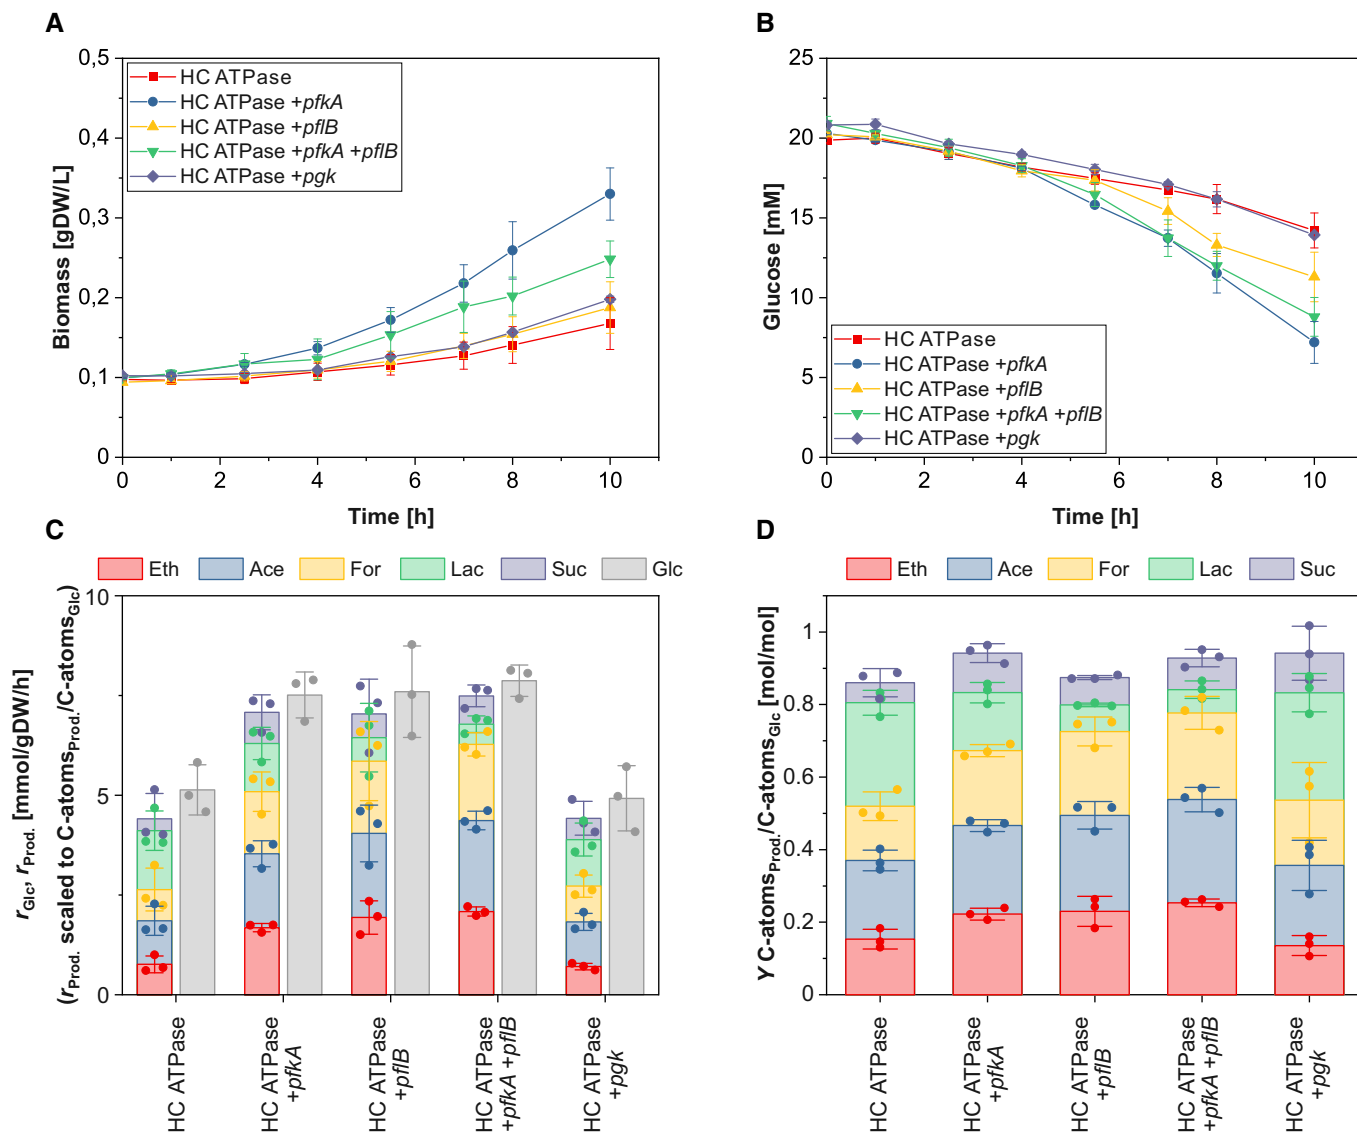 A
Biomass [gDW/L]
0,5
0,4
0,3
0,2
0,1
0
HC ATPase
HC ATPase +pfkA
HC ATPase +pflB
HC ATPase +pfkA +pflB
HC ATPase +pgk
0 2 4 6 8 10
Time [h]
B
Glucose [mM]
25
20
15
10
5
0
HC ATPase
HC ATPase +pfkA
HC ATPase +pflB
HC ATPase +pfkA +pflB
HC ATPase +pgk
0 2 4 6 8 10
Time [h]
C
Eth Ace For Lac Suc Glc
rGlc, rProd. [mmol/gDW/h]
(rProd. scaled to C-atomsProd./C-atomsGlc)
10
5
0
HC ATPase
HC ATPase
+pfkA
HC ATPase
+pflB
HC ATPase
+pfkA +pflB
HC ATPase
+pgk
D
Eth Ace For Lac Suc
Y C-atomsProd./C-atomsGlc [mol/mol]
1
0.8
0.6
0.4
0.2
0
HC ATPase
HC ATPase
+pfkA
HC ATPase
+pflB
HC ATPase
+pfkA +pflB
HC ATPase
+pgk